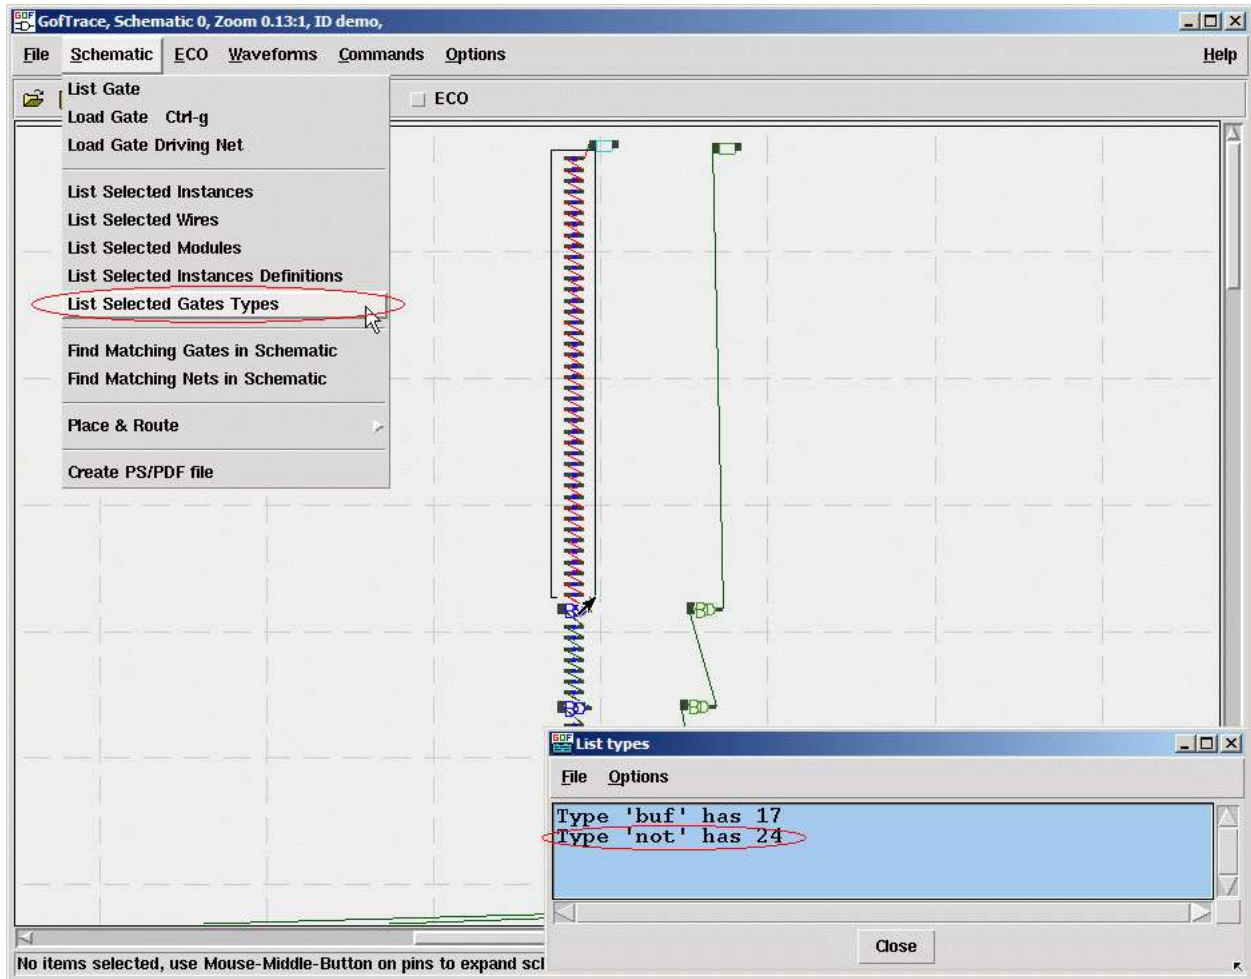 GofTrace, Schematic 0, Zoom 0.13:1, ID demo,
File Schematic ECO Waveforms Commands Options Help
ECO
List Gate
Load Gate Ctrl-g
Load Gate Driving Net
List Selected Instances
List Selected Wires
List Selected Modules
List Selected Instances Definitions
List Selected Gates Types
Find Matching Gates in Schematic
Find Matching Nets in Schematic
Place & Route
Create PS/PDF file
GOF List types
File Options
Type 'buf' has 17
Type 'not' has 24
Close
No items selected, use Mouse-Middle-Button on pins to expand scl